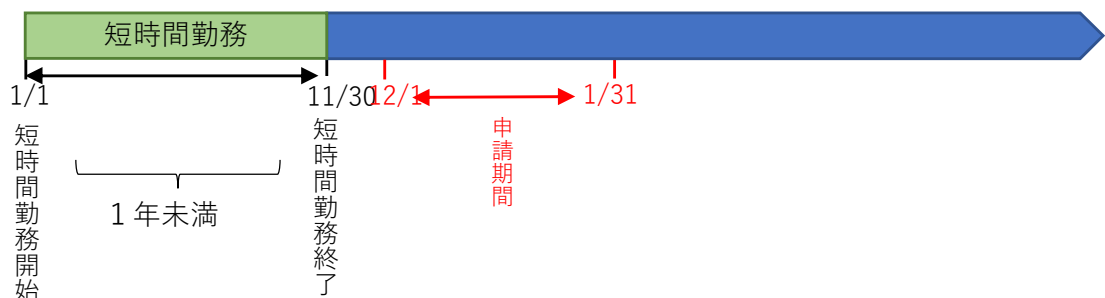 短時間勤務
1/1
11/30
12/1
1/31
短時間勤務開始
1年未満
短時間勤務終了
申請期間